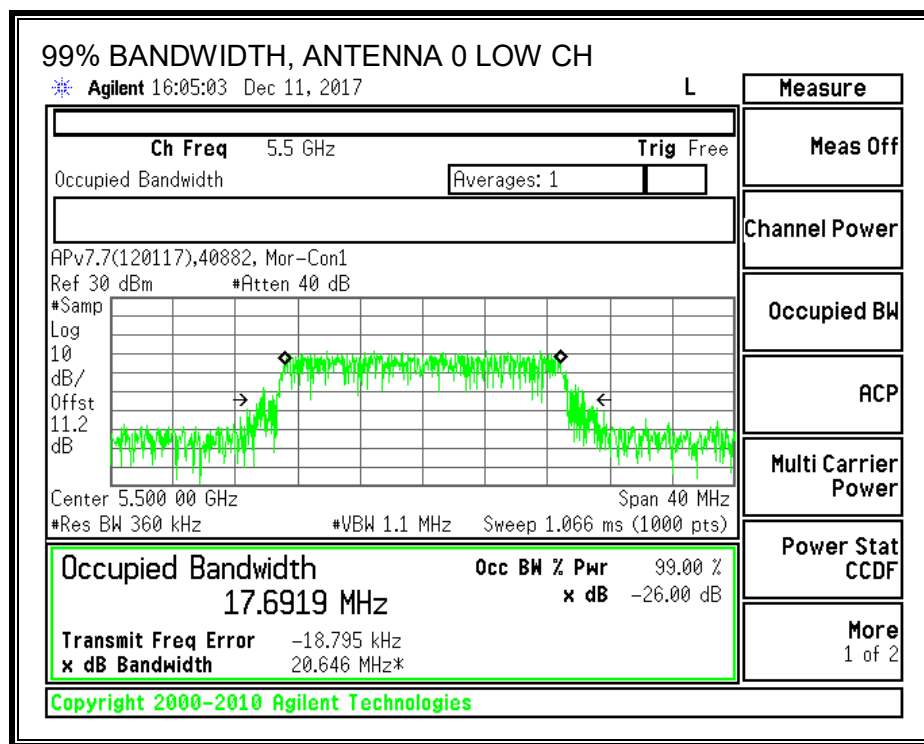 99% BANDWIDTH, ANTENNA 0 LOW CH
Agilent 16:05:03 Dec 11, 2017 L
Measure
Ch Freq 5.5 GHz Trig Free
Meas Off
Occupied Bandwidth Averages: 1
Channel Power
APv7.7(120117),40882, Mor-Con1
Ref 30 dBm #Atten 40 dB
#Samp
Log
10
dB/
Offst
11.2
dB
Occupied BW
ACP
Multi Carrier
Power
Center 5.500 00 GHz Span 40 MHz
#Res BW 360 kHz #VBW 1.1 MHz Sweep 1.066 ms (1000 pts)
Power Stat
CCDF
Occupied Bandwidth Occ BW % Pwr 99.00 %
17.6919 MHz x dB -26.00 dB
Transmit Freq Error -18.795 kHz
x dB Bandwidth 20.646 MHz*
More
1 of 2
Copyright 2000-2010 Agilent Technologies